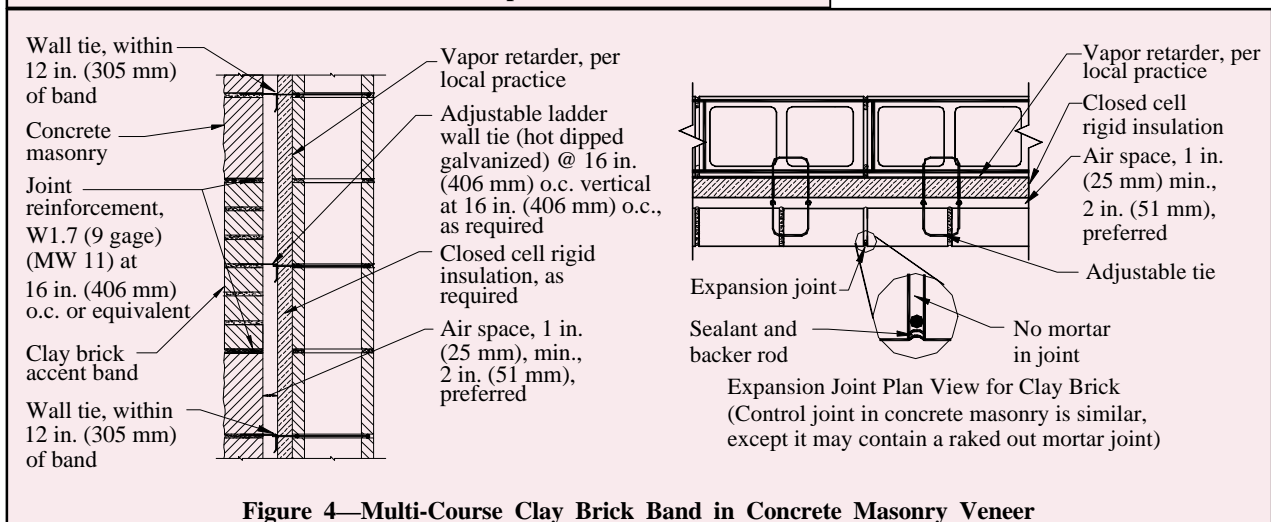 Wall tie, within
12 in. (305 mm)
of band
Concrete
masonry
Joint
reinforcement,
W1.7 (9 gage)
(MW 11) at
16 in. (406 mm)
o.c. or equivalent
Clay brick
accent band
Wall tie, within
12 in. (305 mm)
of band
Vapor retarder, per
local practice
Adjustable ladder
wall tie (hot dipped
galvanized) @ 16 in.
(406 mm) o.c. vertical
at 16 in. (406 mm) o.c.,
as required
Closed cell rigid
insulation, as
required
Air space, 1 in.
(25 mm), min.,
2 in. (51 mm),
preferred
Vapor retarder, per
local practice
Closed cell
rigid insulation
Air space, 1 in.
(25 mm) min.,
2 in. (51 mm),
preferred
Adjustable tie
Expansion joint
Sealant and
backer rod
No mortar
in joint
Expansion Joint Plan View for Clay Brick
(Control joint in concrete masonry is similar,
except it may contain a raked out mortar joint)
Figure 4—Multi-Course Clay Brick Band in Concrete Masonry Veneer